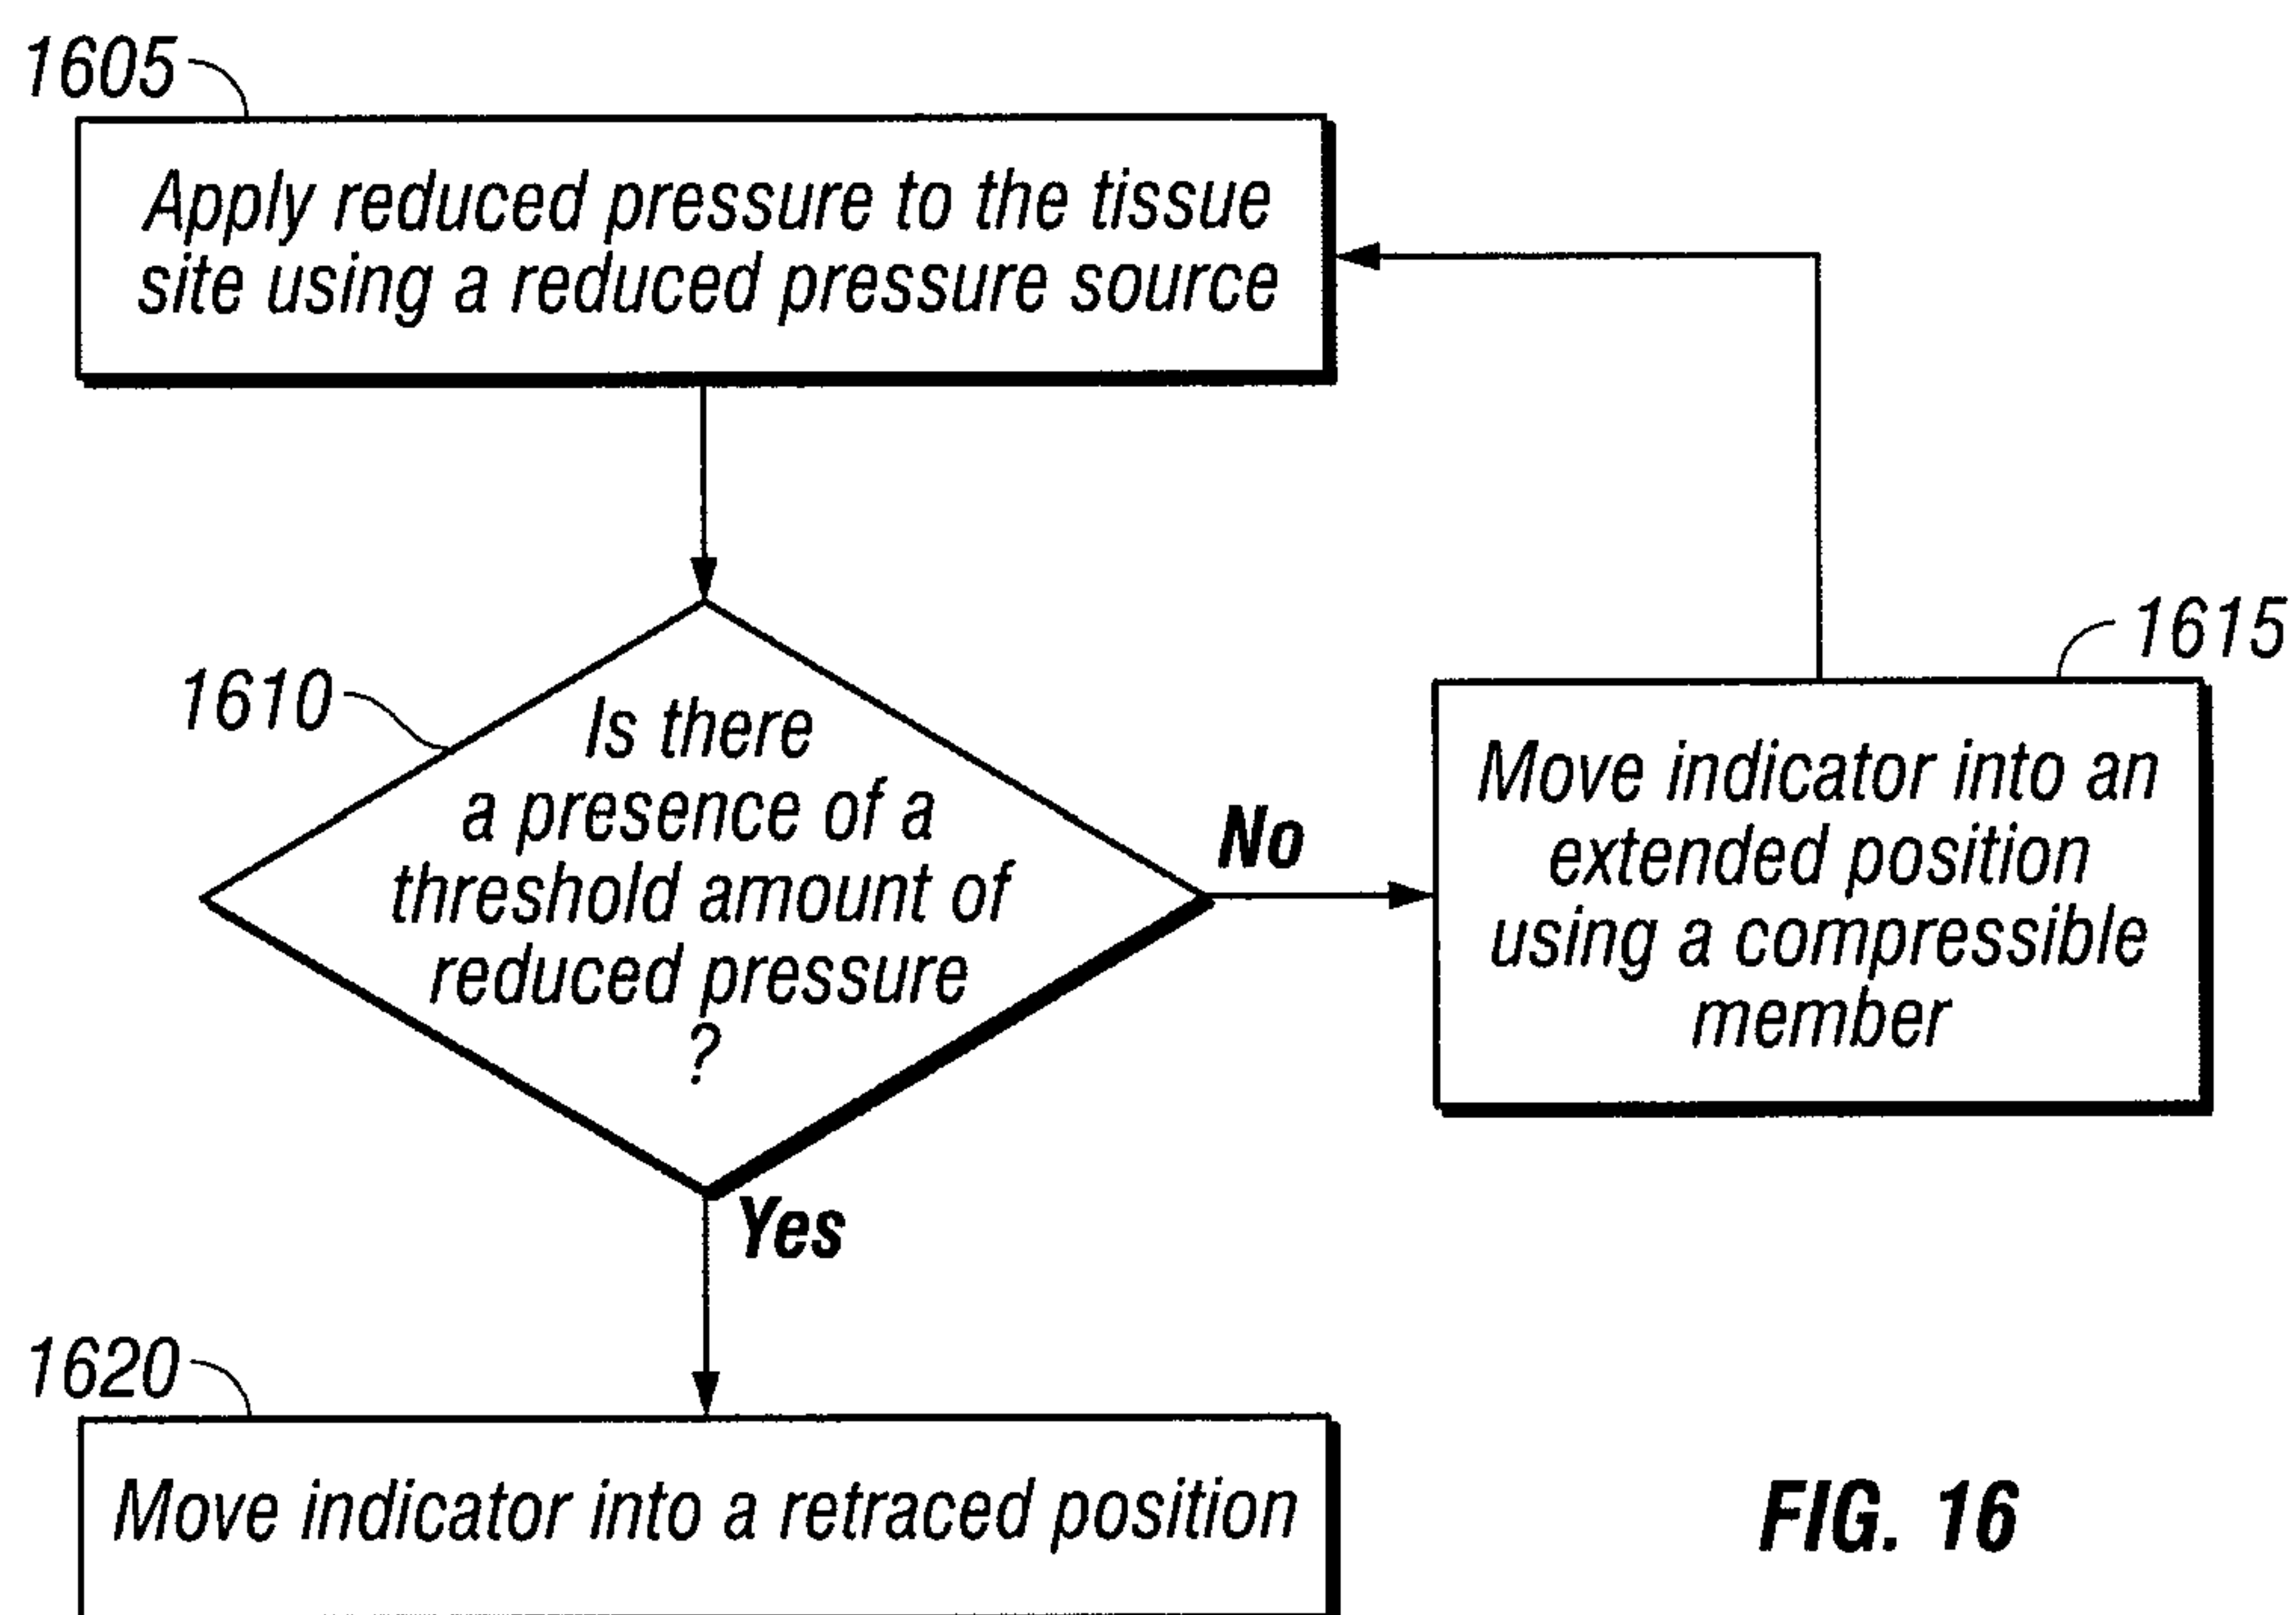 1605
Apply reduced pressure to the tissue
site using a reduced pressure source
1610
Is there
a presence of a
threshold amount of
reduced pressure
?
No
1615
Move indicator into an
extended position
using a compressible
member
Yes
1620
Move indicator into a retraced position
FIG. 16